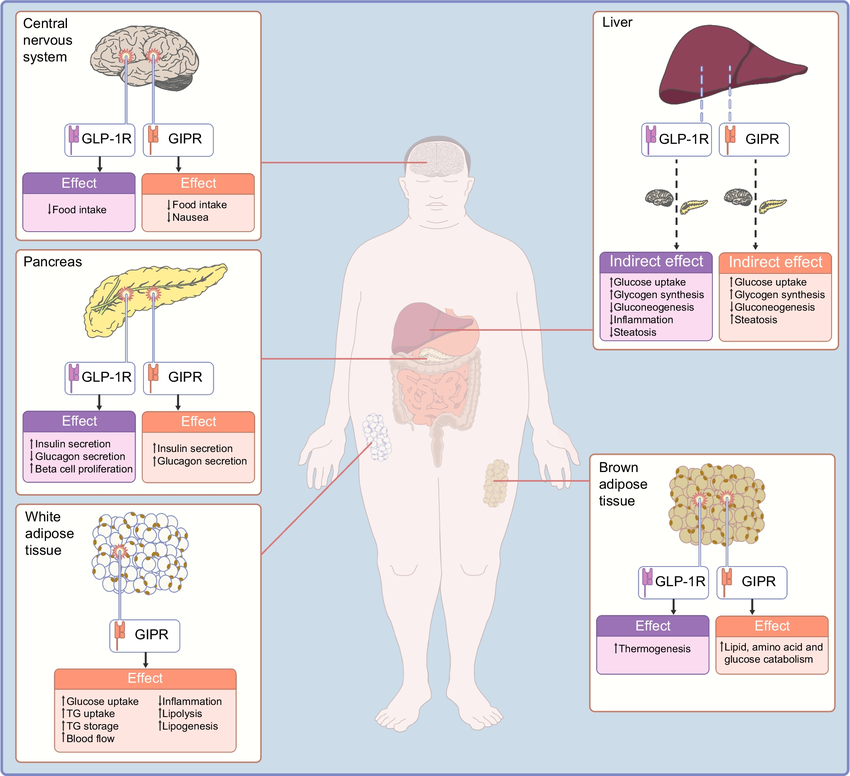 Central
nervous
system
GLP-1R
GIPR
Effect
↓Food intake
Effect
↓Food intake
↓Nausea
Pancreas
GLP-1R
GIPR
Effect
↑Insulin secretion
↓Glucagon secretion
↑Beta cell proliferation
Effect
↑Insulin secretion
↑Glucagon secretion
White
adipose
tissue
GIPR
Effect
↑Glucose uptake
↑TG uptake
↑TG storage
↑Blood flow
↓Inflammation
↑Lipolysis
↑Lipogenesis
Liver
GLP-1R
GIPR
Indirect effect
↑Glucose uptake
↑Glycogen synthesis
↓Gluconeogenesis
↓Inflammation
↓Steatosis
Indirect effect
↑Glucose uptake
↑Glycogen synthesis
↓Gluconeogenesis
↑Steatosis
Brown
adipose
tissue
GLP-1R
GIPR
Effect
↑Thermogenesis
Effect
↑Lipid, amino acid and
glucose catabolism